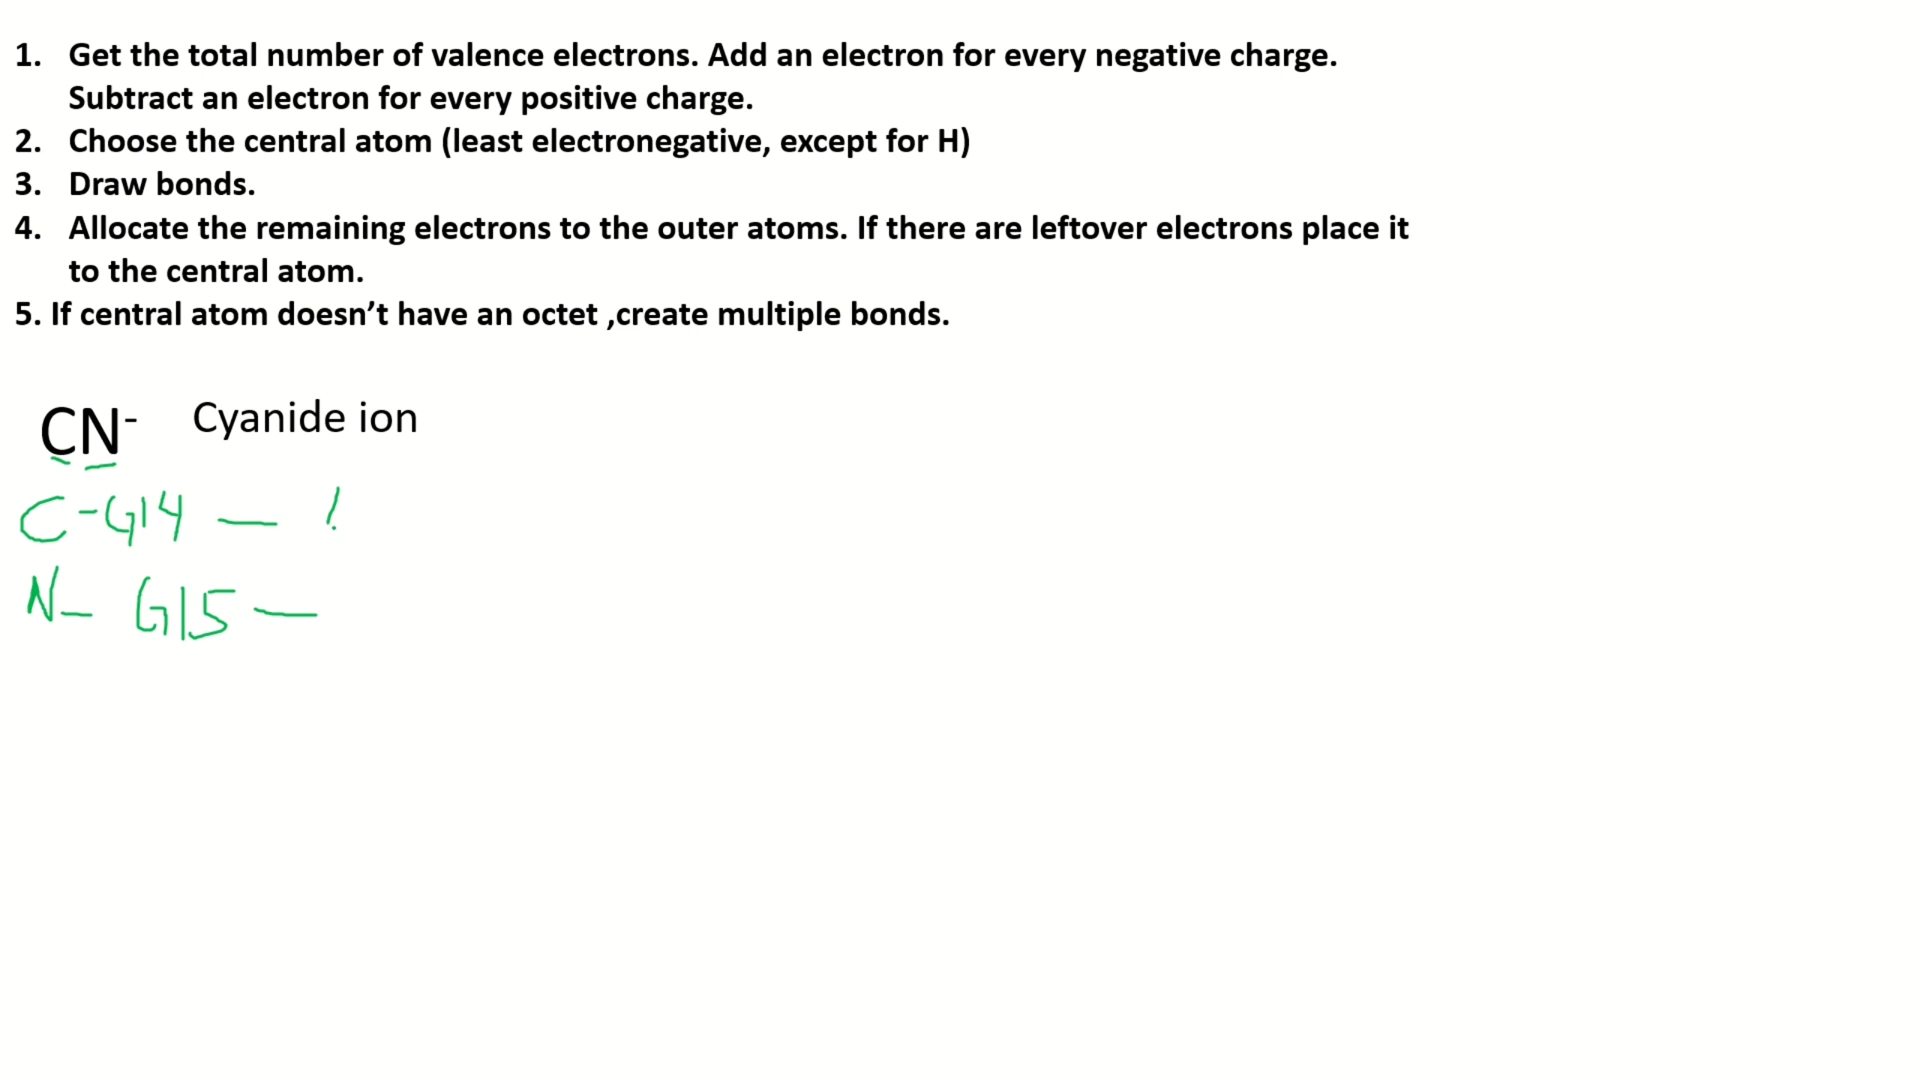 1. Get the total number of valence electrons. Add an electron for every negative charge.
Subtract an electron for every positive charge.
2. Choose the central atom (least electronegative, except for H)
3. Draw bonds.
4. Allocate the remaining electrons to the outer atoms. If there are leftover electrons place it
to the central atom.
5. If central atom doesn’t have an octet ,create multiple bonds.
CN⁻ Cyanide ion
C - G14 —
N - G15 —